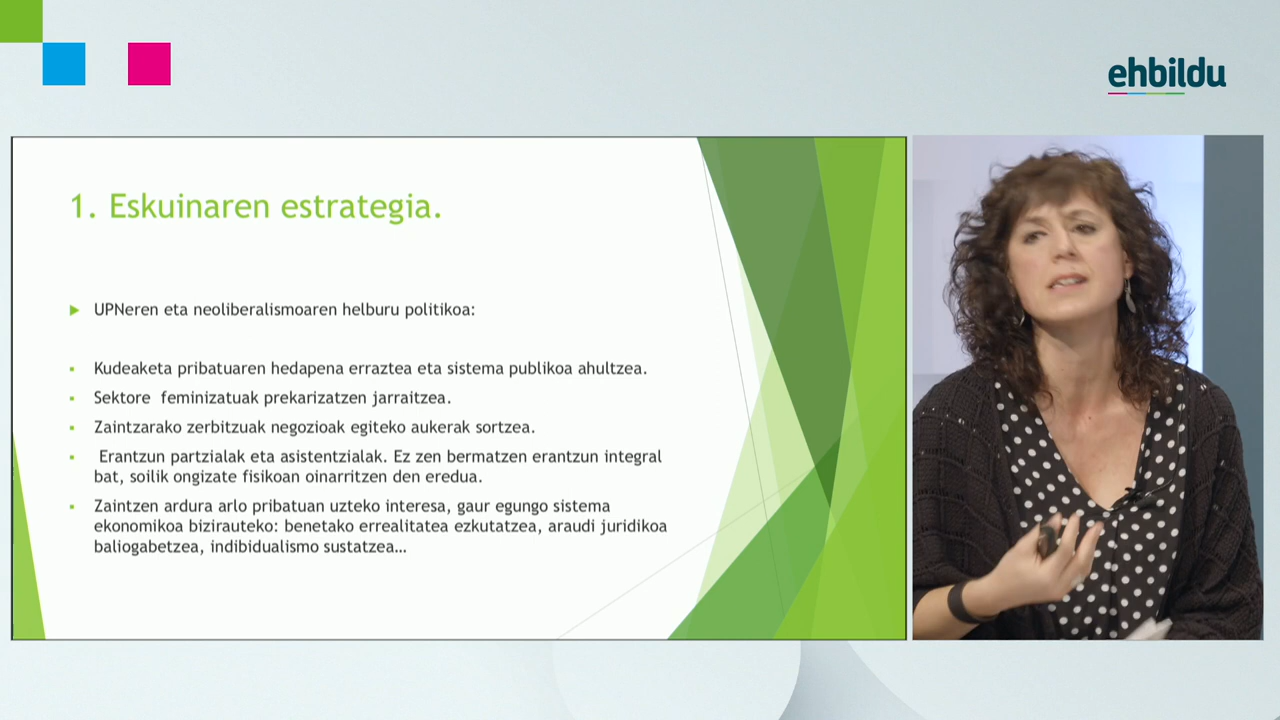 ehbildu
1. Eskuinaren estrategia.
UPNeren eta neoliberalismoaren helburu politikoa:
Kudeaketa pribatuaren hedapena erraztea eta sistema publikoa ahultzea.
Sektore feminizatuak prekarizatzen jarraitzea.
Zaintzarako zerbitzuak negozioak egiteko aukerak sortzea.
Erantzun partzialak eta asistentzialak. Ez zen bermatzen erantzun integral
bat, soilik ongizate fisikoan oinarritzen den eredua.
Zaintzen ardura arlo pribatuan uzteko interesa, gaur egungo sistema
ekonomikoa bizirauteko: benetako errealitatea ezkutatzea, araudi juridikoa
baliogabetzea, indibidualismo sustatzea…